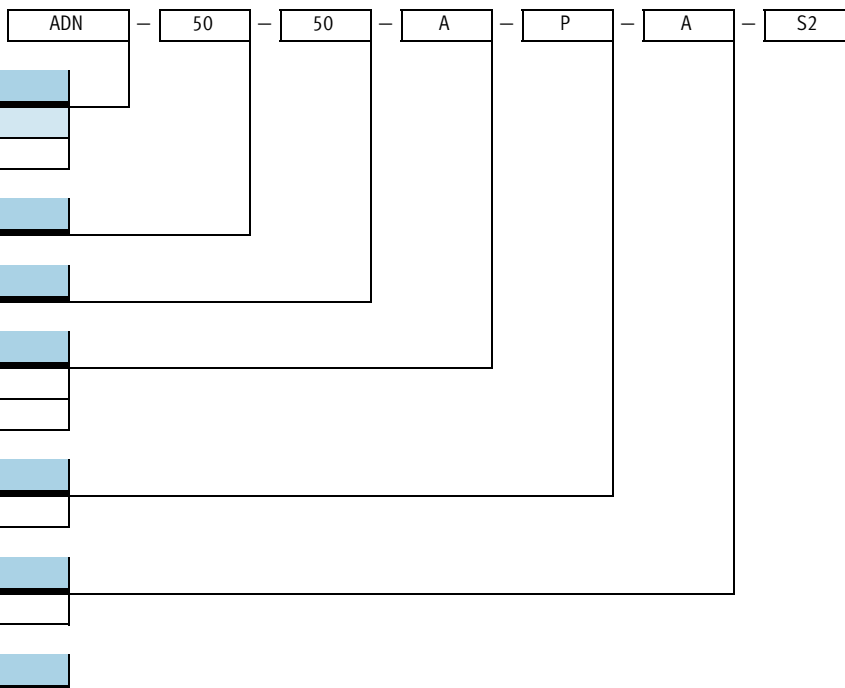 ADN – 50 – 50 – A – P – A – S2